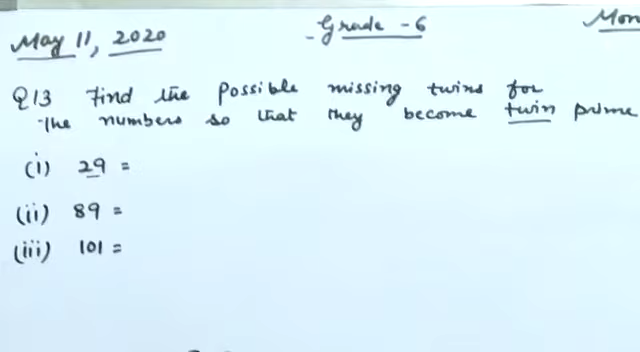 May 11, 2020 - Grade - 6 Mon
Q13 Find the possible missing twins for
The numbers so that they become twin prime
(i) 29 =
(ii) 89 =
(iii) 101 =